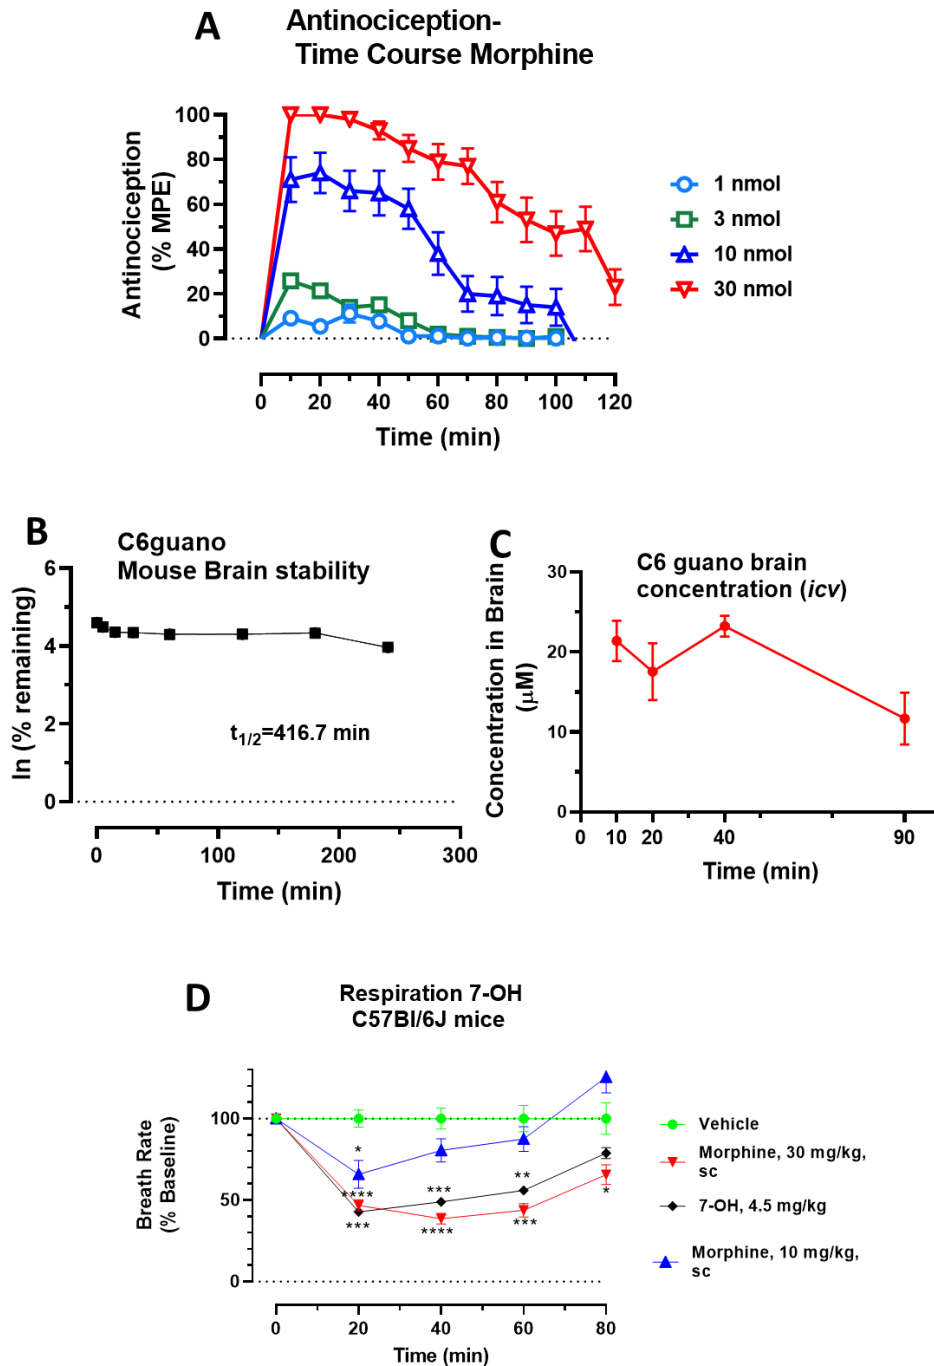 A
Antinociception-
Time Course Morphine
Antinociception
(% MPE)
100
80
60
40
20
0
0 20 40 60 80 100 120
Time (min)
1 nmol
3 nmol
10 nmol
30 nmol
B
C6guano
Mouse Brain stability
ln (% remaining)
6
4
2
0
t1/2=416.7 min
0 100 200 300
Time (min)
C
C6 guano brain
concentration (icv)
Concentration in Brain
(μM)
30
20
10
0
0 10 20 40 90
Time (min)
D
Respiration 7-OH
C57Bl/6J mice
Breath Rate
(% Baseline)
100
50
0
*
**** *** **
*** **** *** *
0 20 40 60 80
Time (min)
Vehicle
Morphine, 30 mg/kg,
sc
7-OH, 4.5 mg/kg
Morphine, 10 mg/kg,
sc